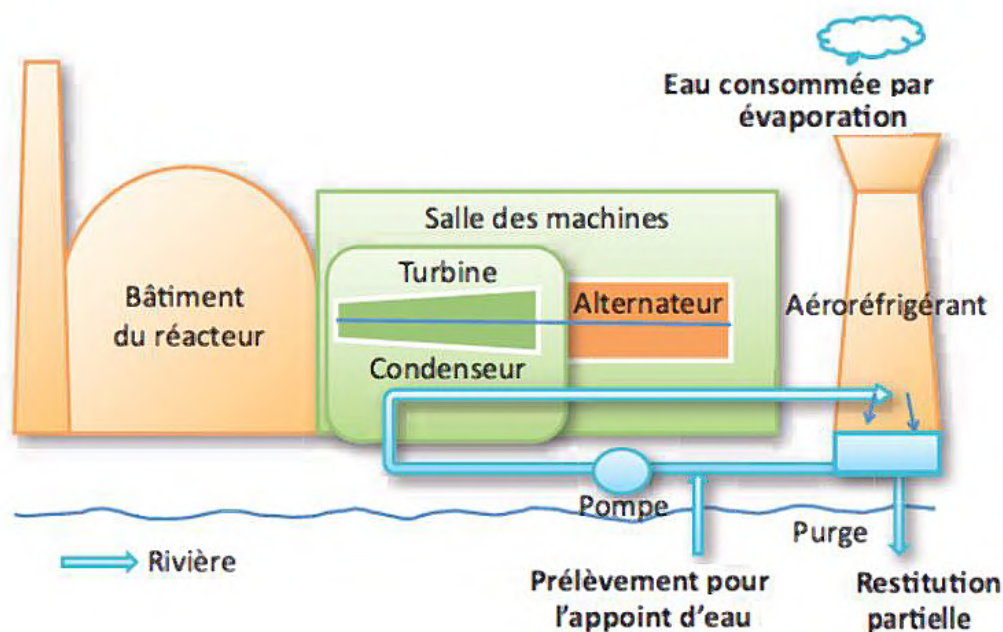 Eau consommée par
évaporation
Salle des machines
Turbine
Bâtiment
du réacteur
Alternateur
Aéroréfrigérant
Condenseur
Pompe
Purge
Rivière
Prélèvement pour
l'appoint d'eau
Restitution
partielle